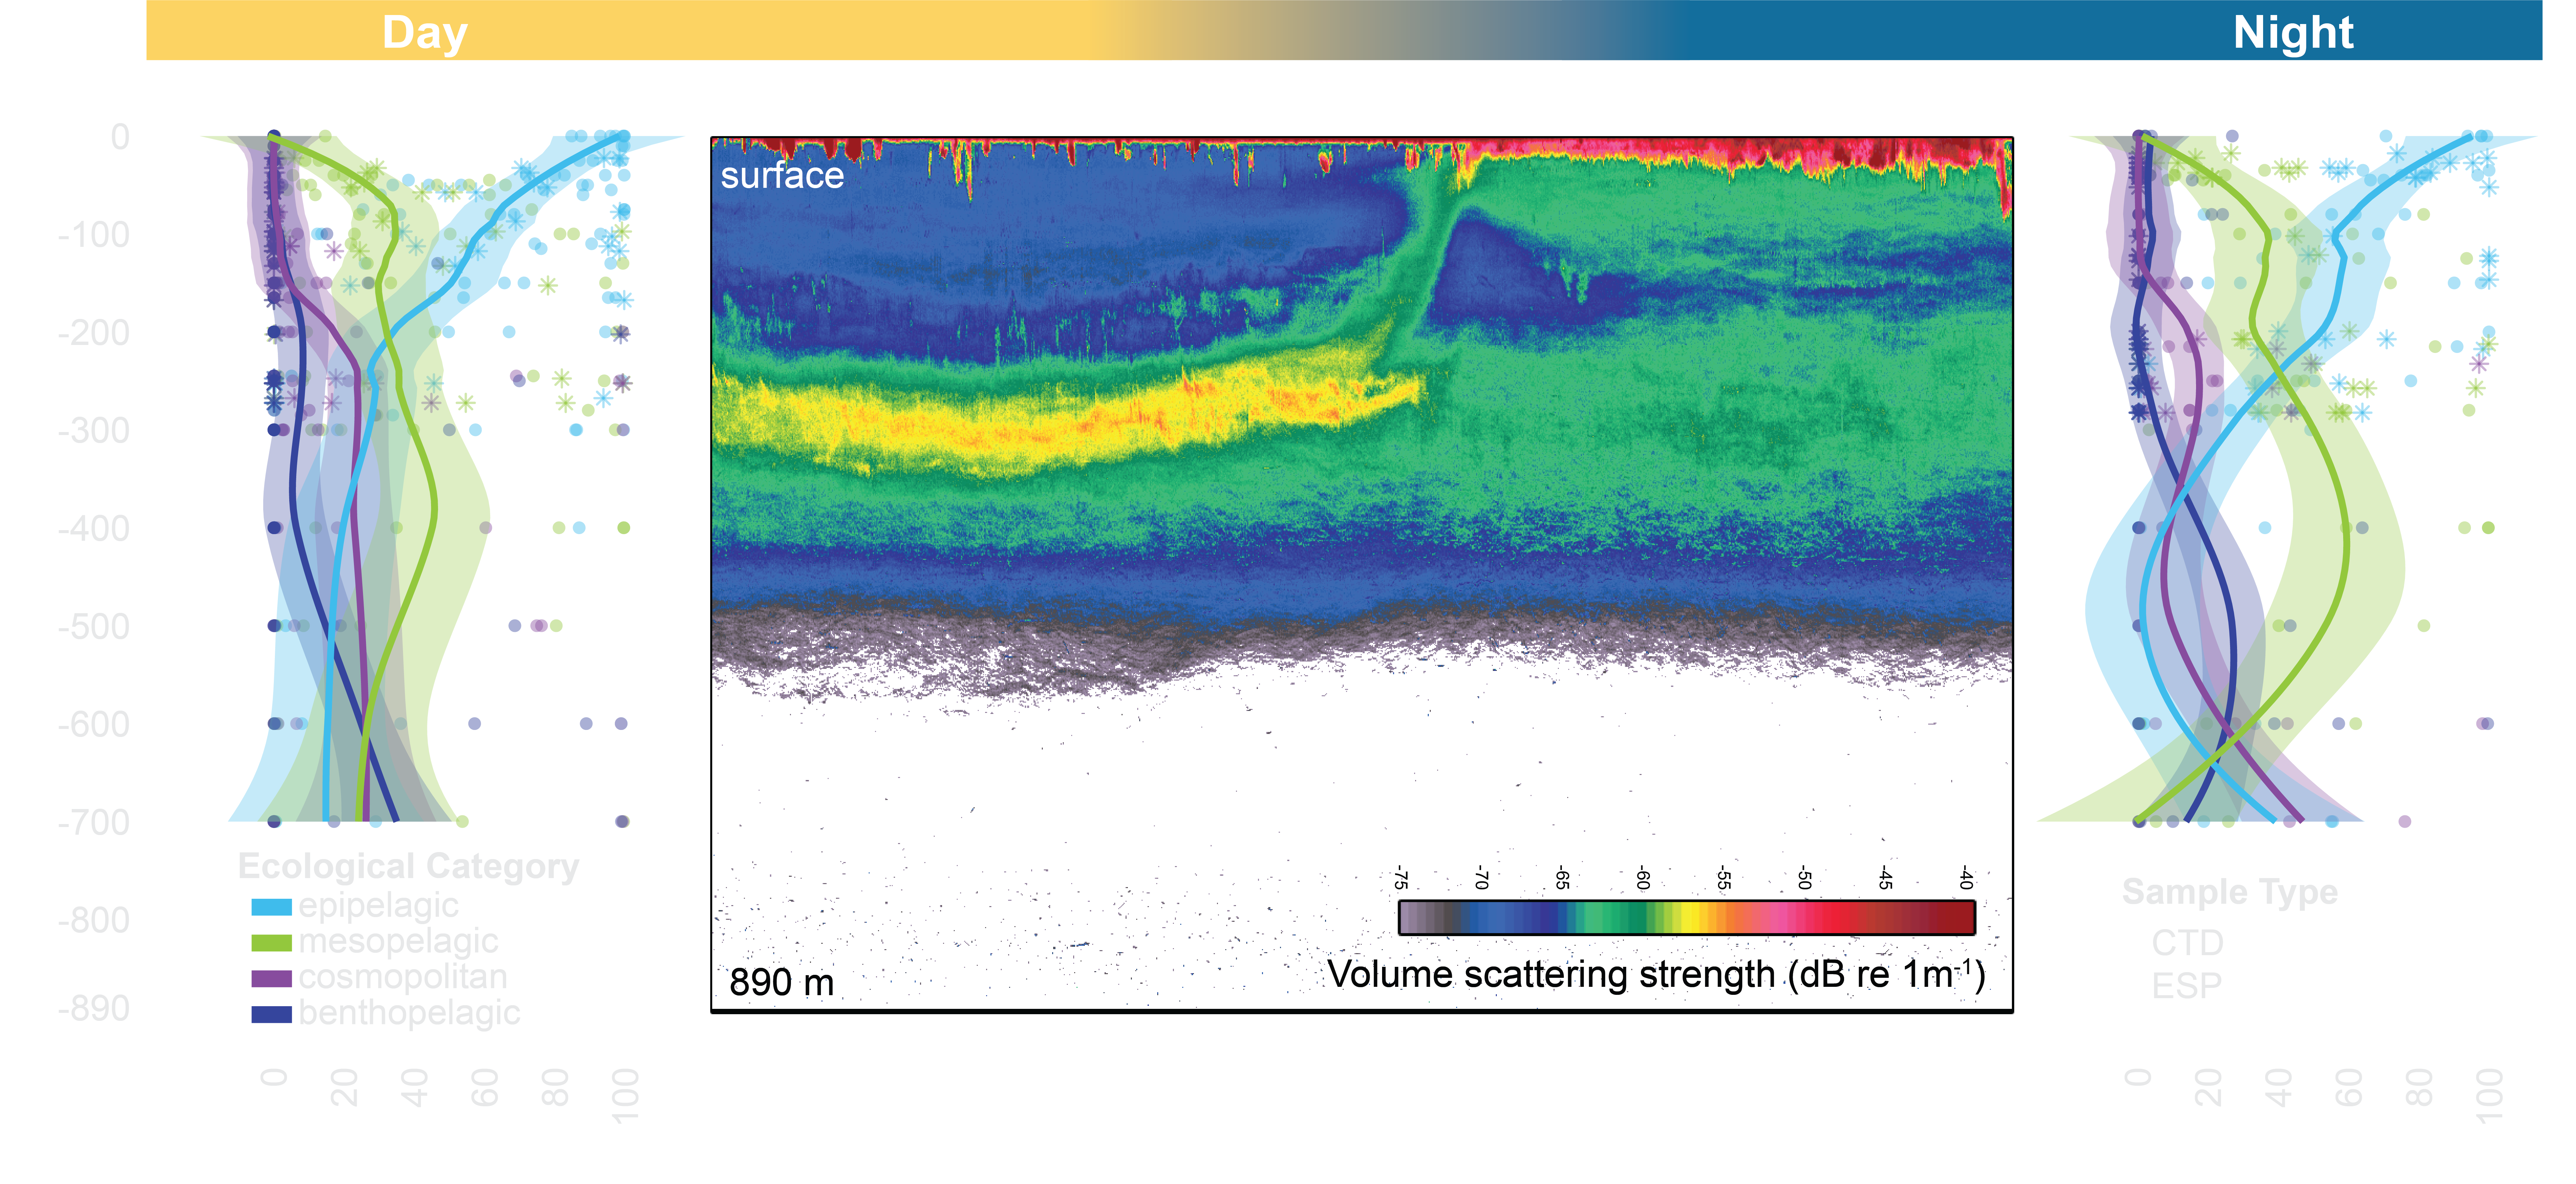 Day
Night
0
-100
-200
-300
-400
-500
-600
-700
-800
-890
surface
890 m
-75
-70
-65
-60
-55
-50
-45
-40
Volume scattering strength (dB re 1m-1)
Ecological Category
epipelagic
mesopelagic
cosmopolitan
benthopelagic
0
20
40
60
80
100
Sample Type
CTD
ESP
0
20
40
60
80
100